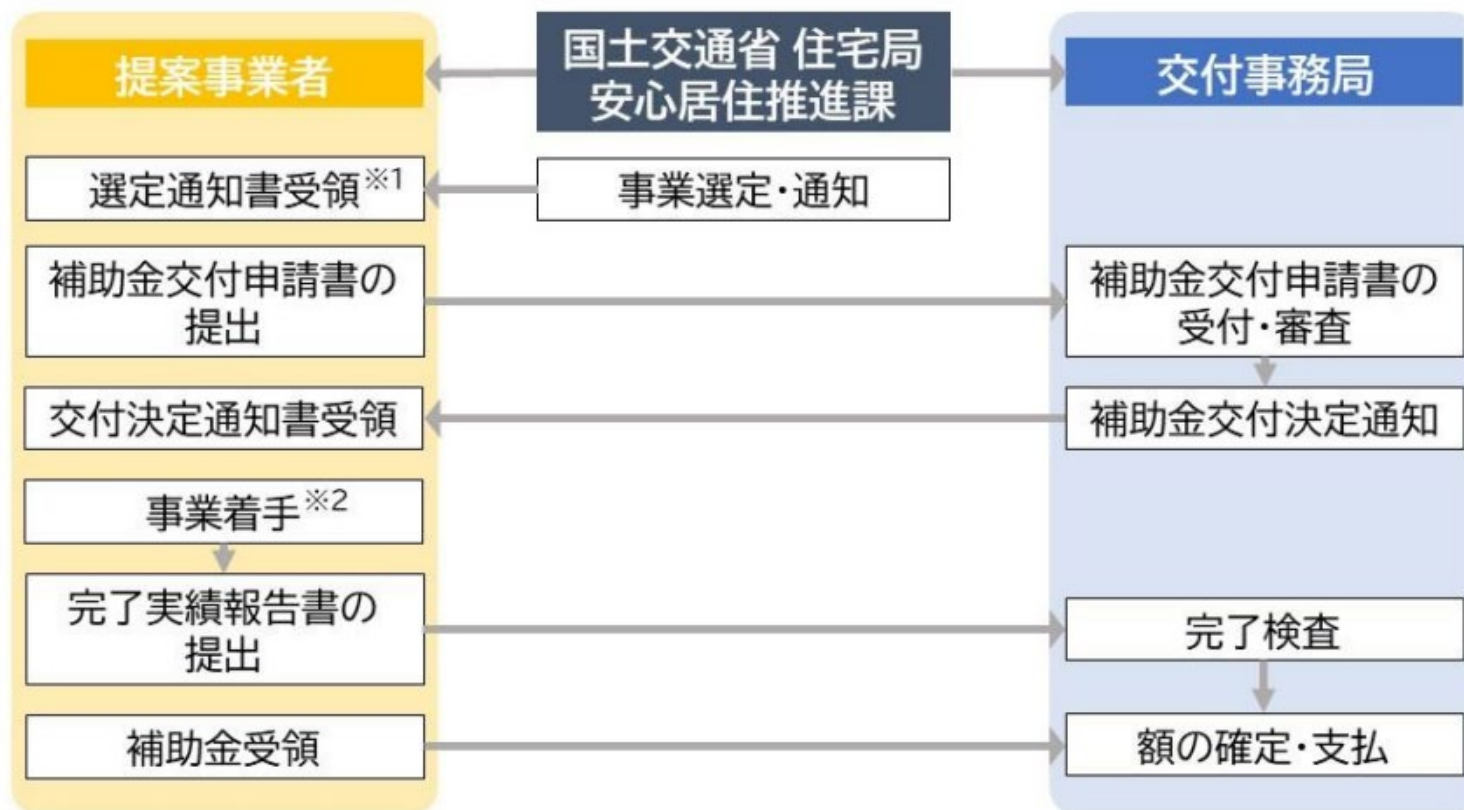 提案事業者
国土交通省 住宅局
安心居住推進課
交付事務局
選定通知書受領※1
事業選定・通知
補助金交付申請書の
提出
補助金交付申請書の
受付・審査
交付決定通知書受領
補助金交付決定通知
事業着手※2
完了実績報告書の
提出
完了検査
補助金受領
額の確定・支払